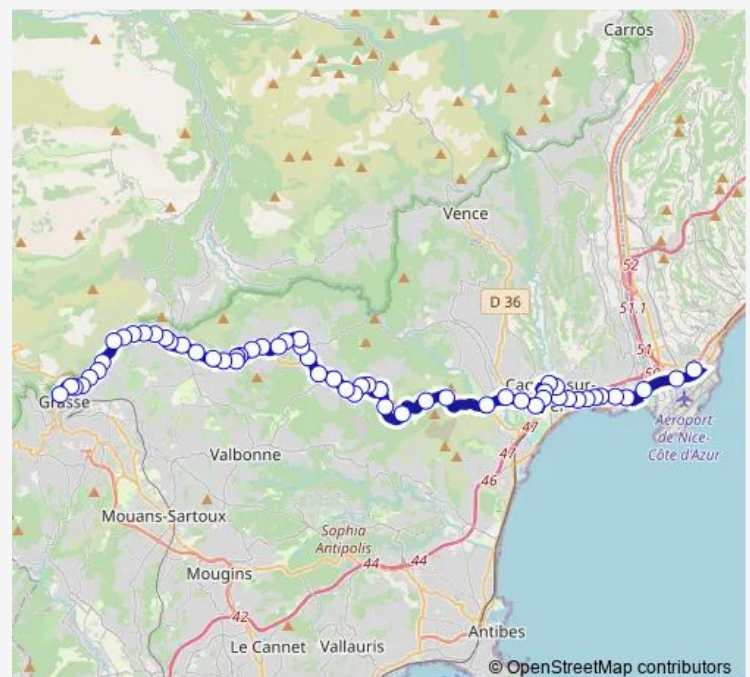 Carros
Vence
52
D 36
51.1
51
50
Grasse
Aéroport
de Nice-
Côte d'Azur
47
Valbonne
47
46
Mouans-Sartoux
Sophia
Antipolis
44
44
Mougins
42
Antibes
Le Cannet
Vallauris
© OpenStreetMap contributors